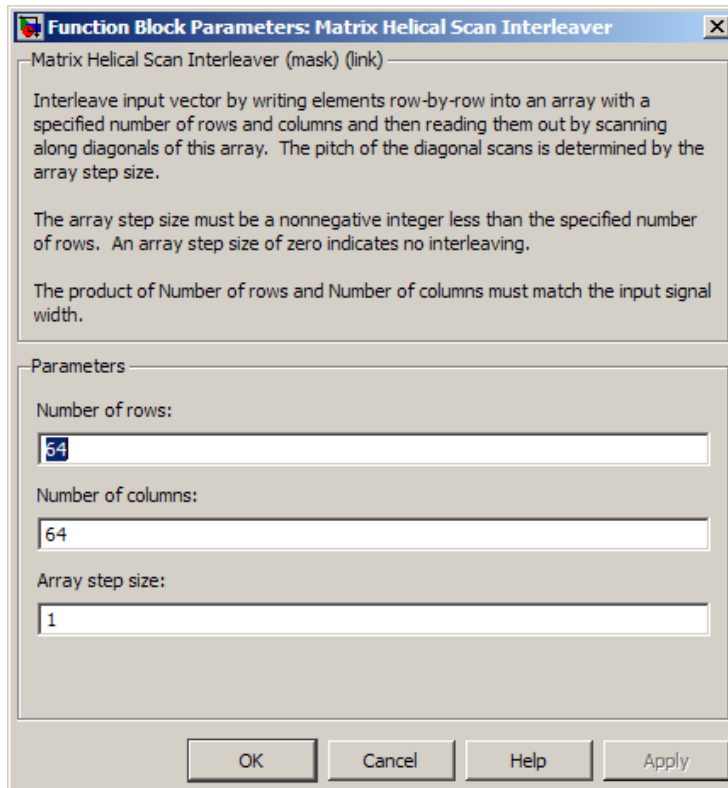 Function Block Parameters: Matrix Helical Scan Interleaver
Matrix Helical Scan Interleaver (mask) (link)
Interleave input vector by writing elements row-by-row into an array with a
specified number of rows and columns and then reading them out by scanning
along diagonals of this array.  The pitch of the diagonal scans is determined by the
array step size.
The array step size must be a nonnegative integer less than the specified number
of rows.  An array step size of zero indicates no interleaving.
The product of Number of rows and Number of columns must match the input signal
width.
Parameters
Number of rows:
64
Number of columns:
64
Array step size:
1
OK Cancel Help Apply